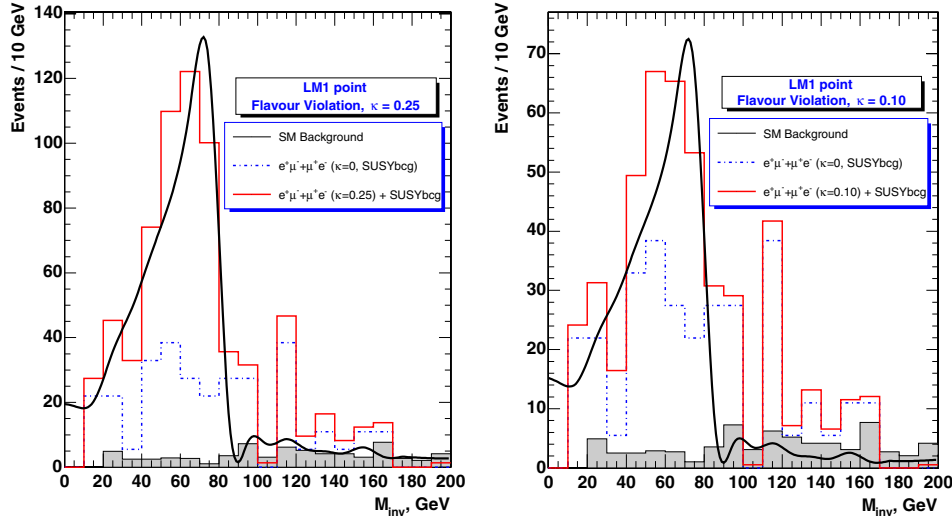 Events / 10 GeV
140
120
100
80
60
40
20
0
LM1 point
Flavour Violation, κ = 0.25
SM Background
e⁺μ⁻+μ⁺e⁻ (κ=0, SUSYbcg)
e⁺μ⁻+μ⁺e⁻ (κ=0.25) + SUSYbcg
0 20 40 60 80 100 120 140 160 180 200
M_inv, GeV
Events / 10 GeV
70
60
50
40
30
20
10
0
LM1 point
Flavour Violation, κ = 0.10
SM Background
e⁺μ⁻+μ⁺e⁻ (κ=0, SUSYbcg)
e⁺μ⁻+μ⁺e⁻ (κ=0.10) + SUSYbcg
0 20 40 60 80 100 120 140 160 180 200
M_inv, GeV